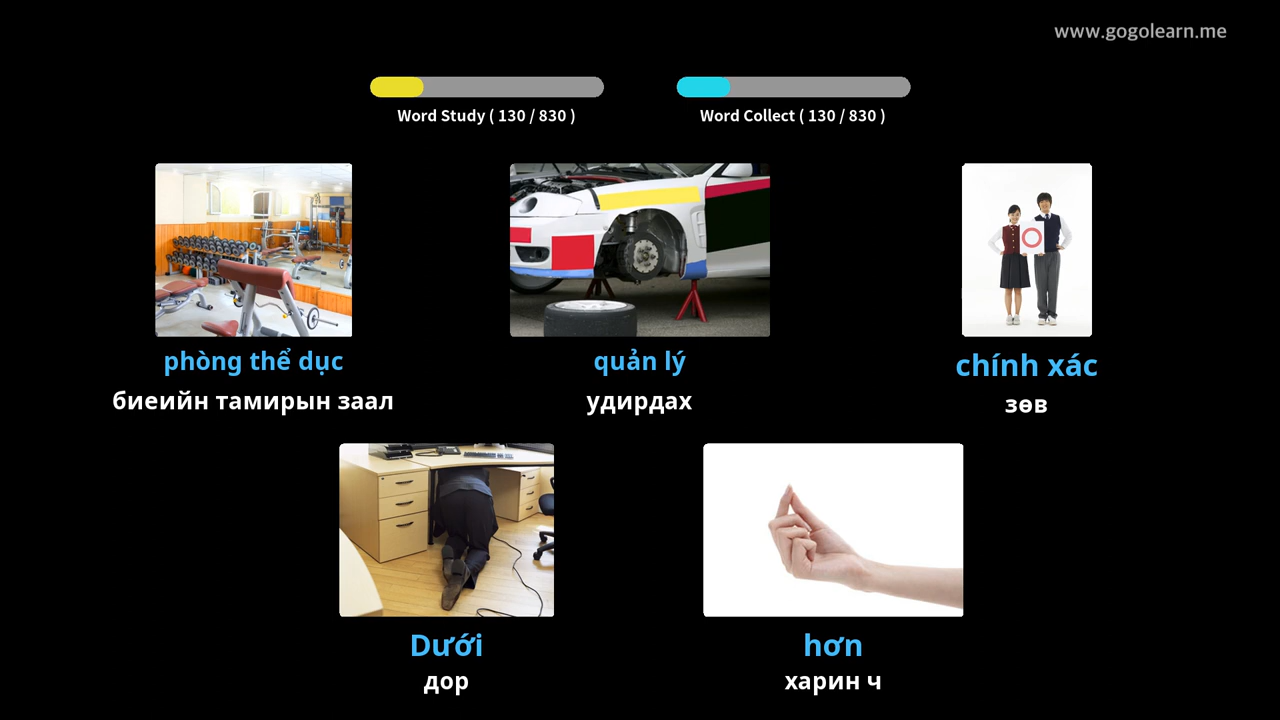 www.gogolearn.me
Word Study ( 130 / 830 )
Word Collect ( 130 / 830 )
phòng thể dục
биеийн тамирын заал
quản lý
удирдах
chính xác
зөв
Dưới
дор
hơn
харин ч